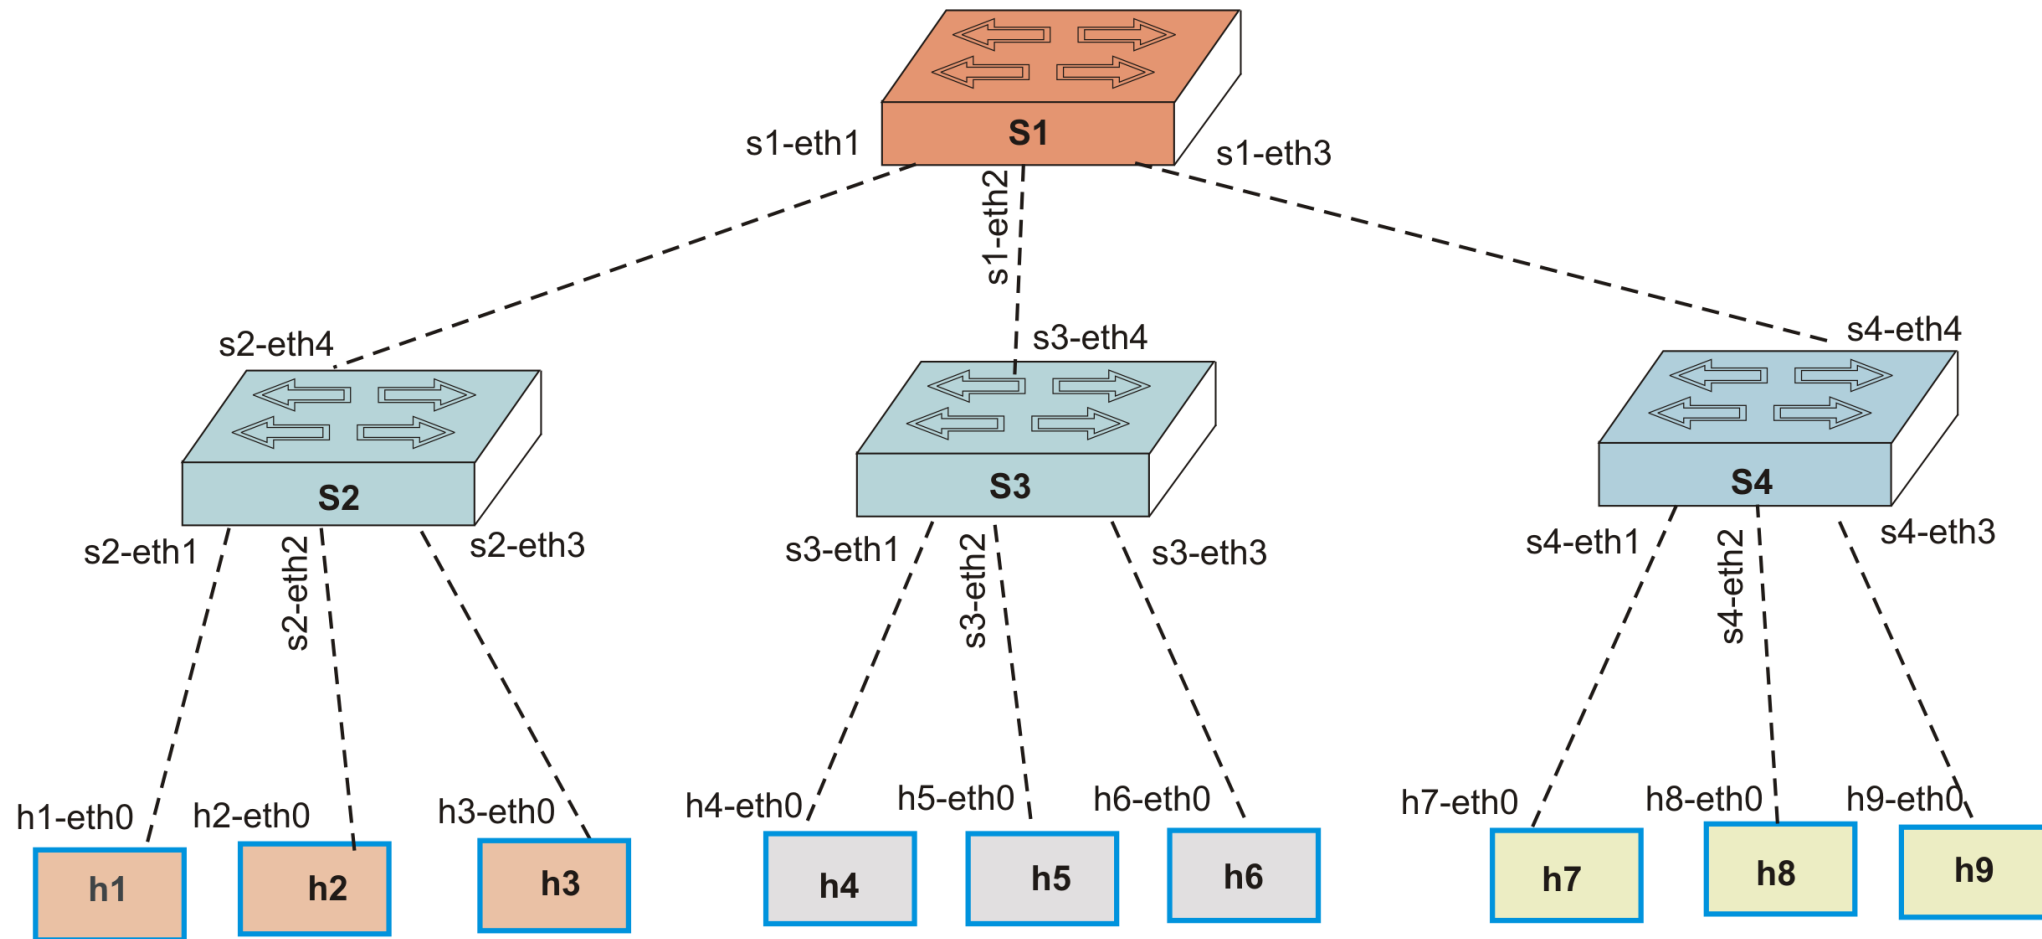 S1
s1-eth1
s1-eth2
s1-eth3
s2-eth4
s3-eth4
s4-eth4
S2
S3
S4
s2-eth1
s2-eth2
s2-eth3
s3-eth1
s3-eth2
s3-eth3
s4-eth1
s4-eth2
s4-eth3
h1-eth0
h2-eth0
h3-eth0
h4-eth0
h5-eth0
h6-eth0
h7-eth0
h8-eth0
h9-eth0
h1
h2
h3
h4
h5
h6
h7
h8
h9